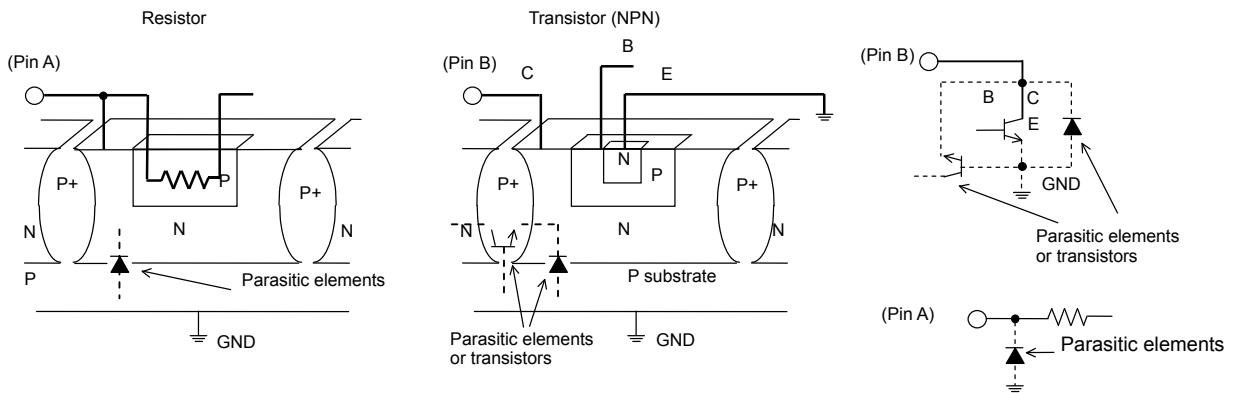 Resistor
(Pin A)
P+
P
P+
N
N
N
P
Parasitic elements
GND
Transistor (NPN)
B
(Pin B)
C
E
N
P
P+
P+
N
N
N
P substrate
Parasitic elements
or transistors
GND
(Pin B)
B
C
E
GND
Parasitic elements
or transistors
(Pin A)
Parasitic elements